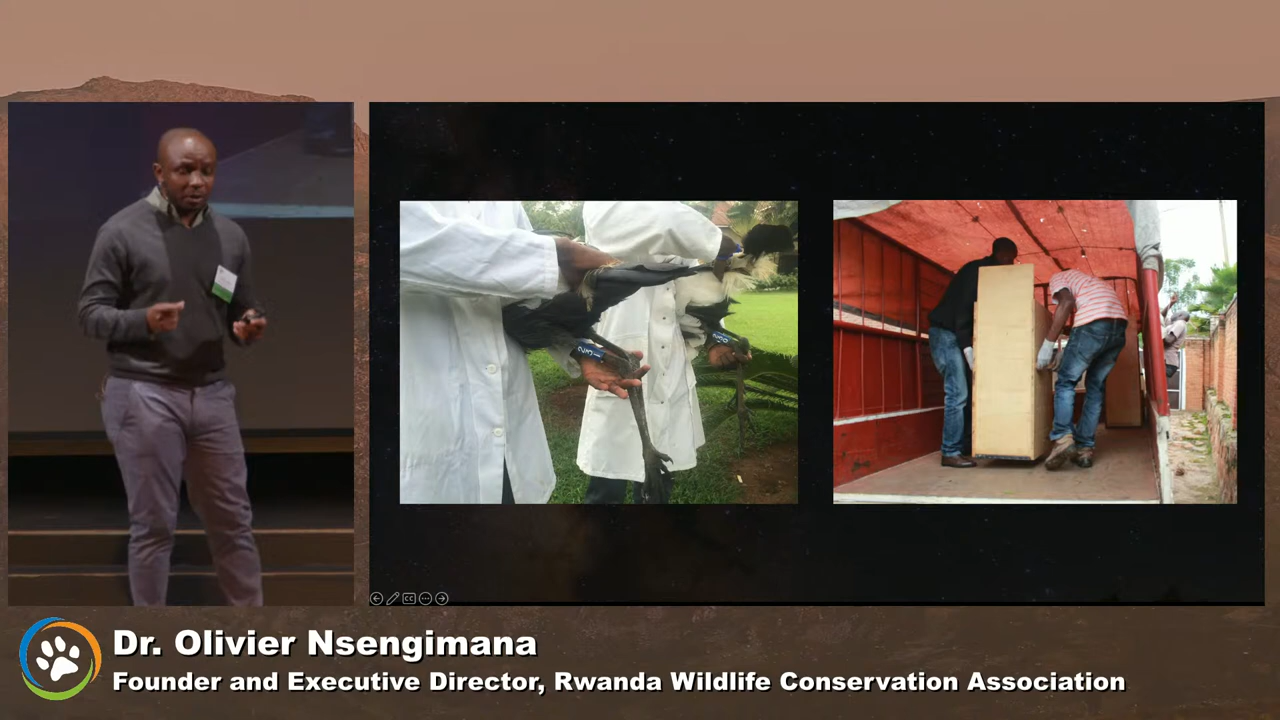 Dr. Olivier Nsengimana
Founder and Executive Director, Rwanda Wildlife Conservation Association